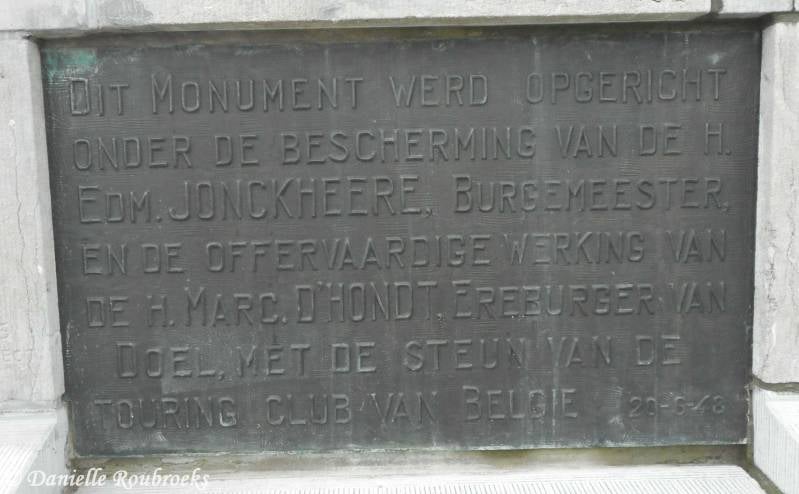 DIT MONUMENT WERD OPGERICHT
ONDER DE BESCHERMING VAN DE H.
EDM. JONCKHEERE, BURGEMEESTER,
EN DE OFFERVAARDIGE WERKING VAN
DE H. MARC. D'HONDT, EREBURGER VAN
DOEL, MET DE STEUN VAN DE
TOURING CLUB VAN BELGIE 20-6-48
© Danielle Roubroeks